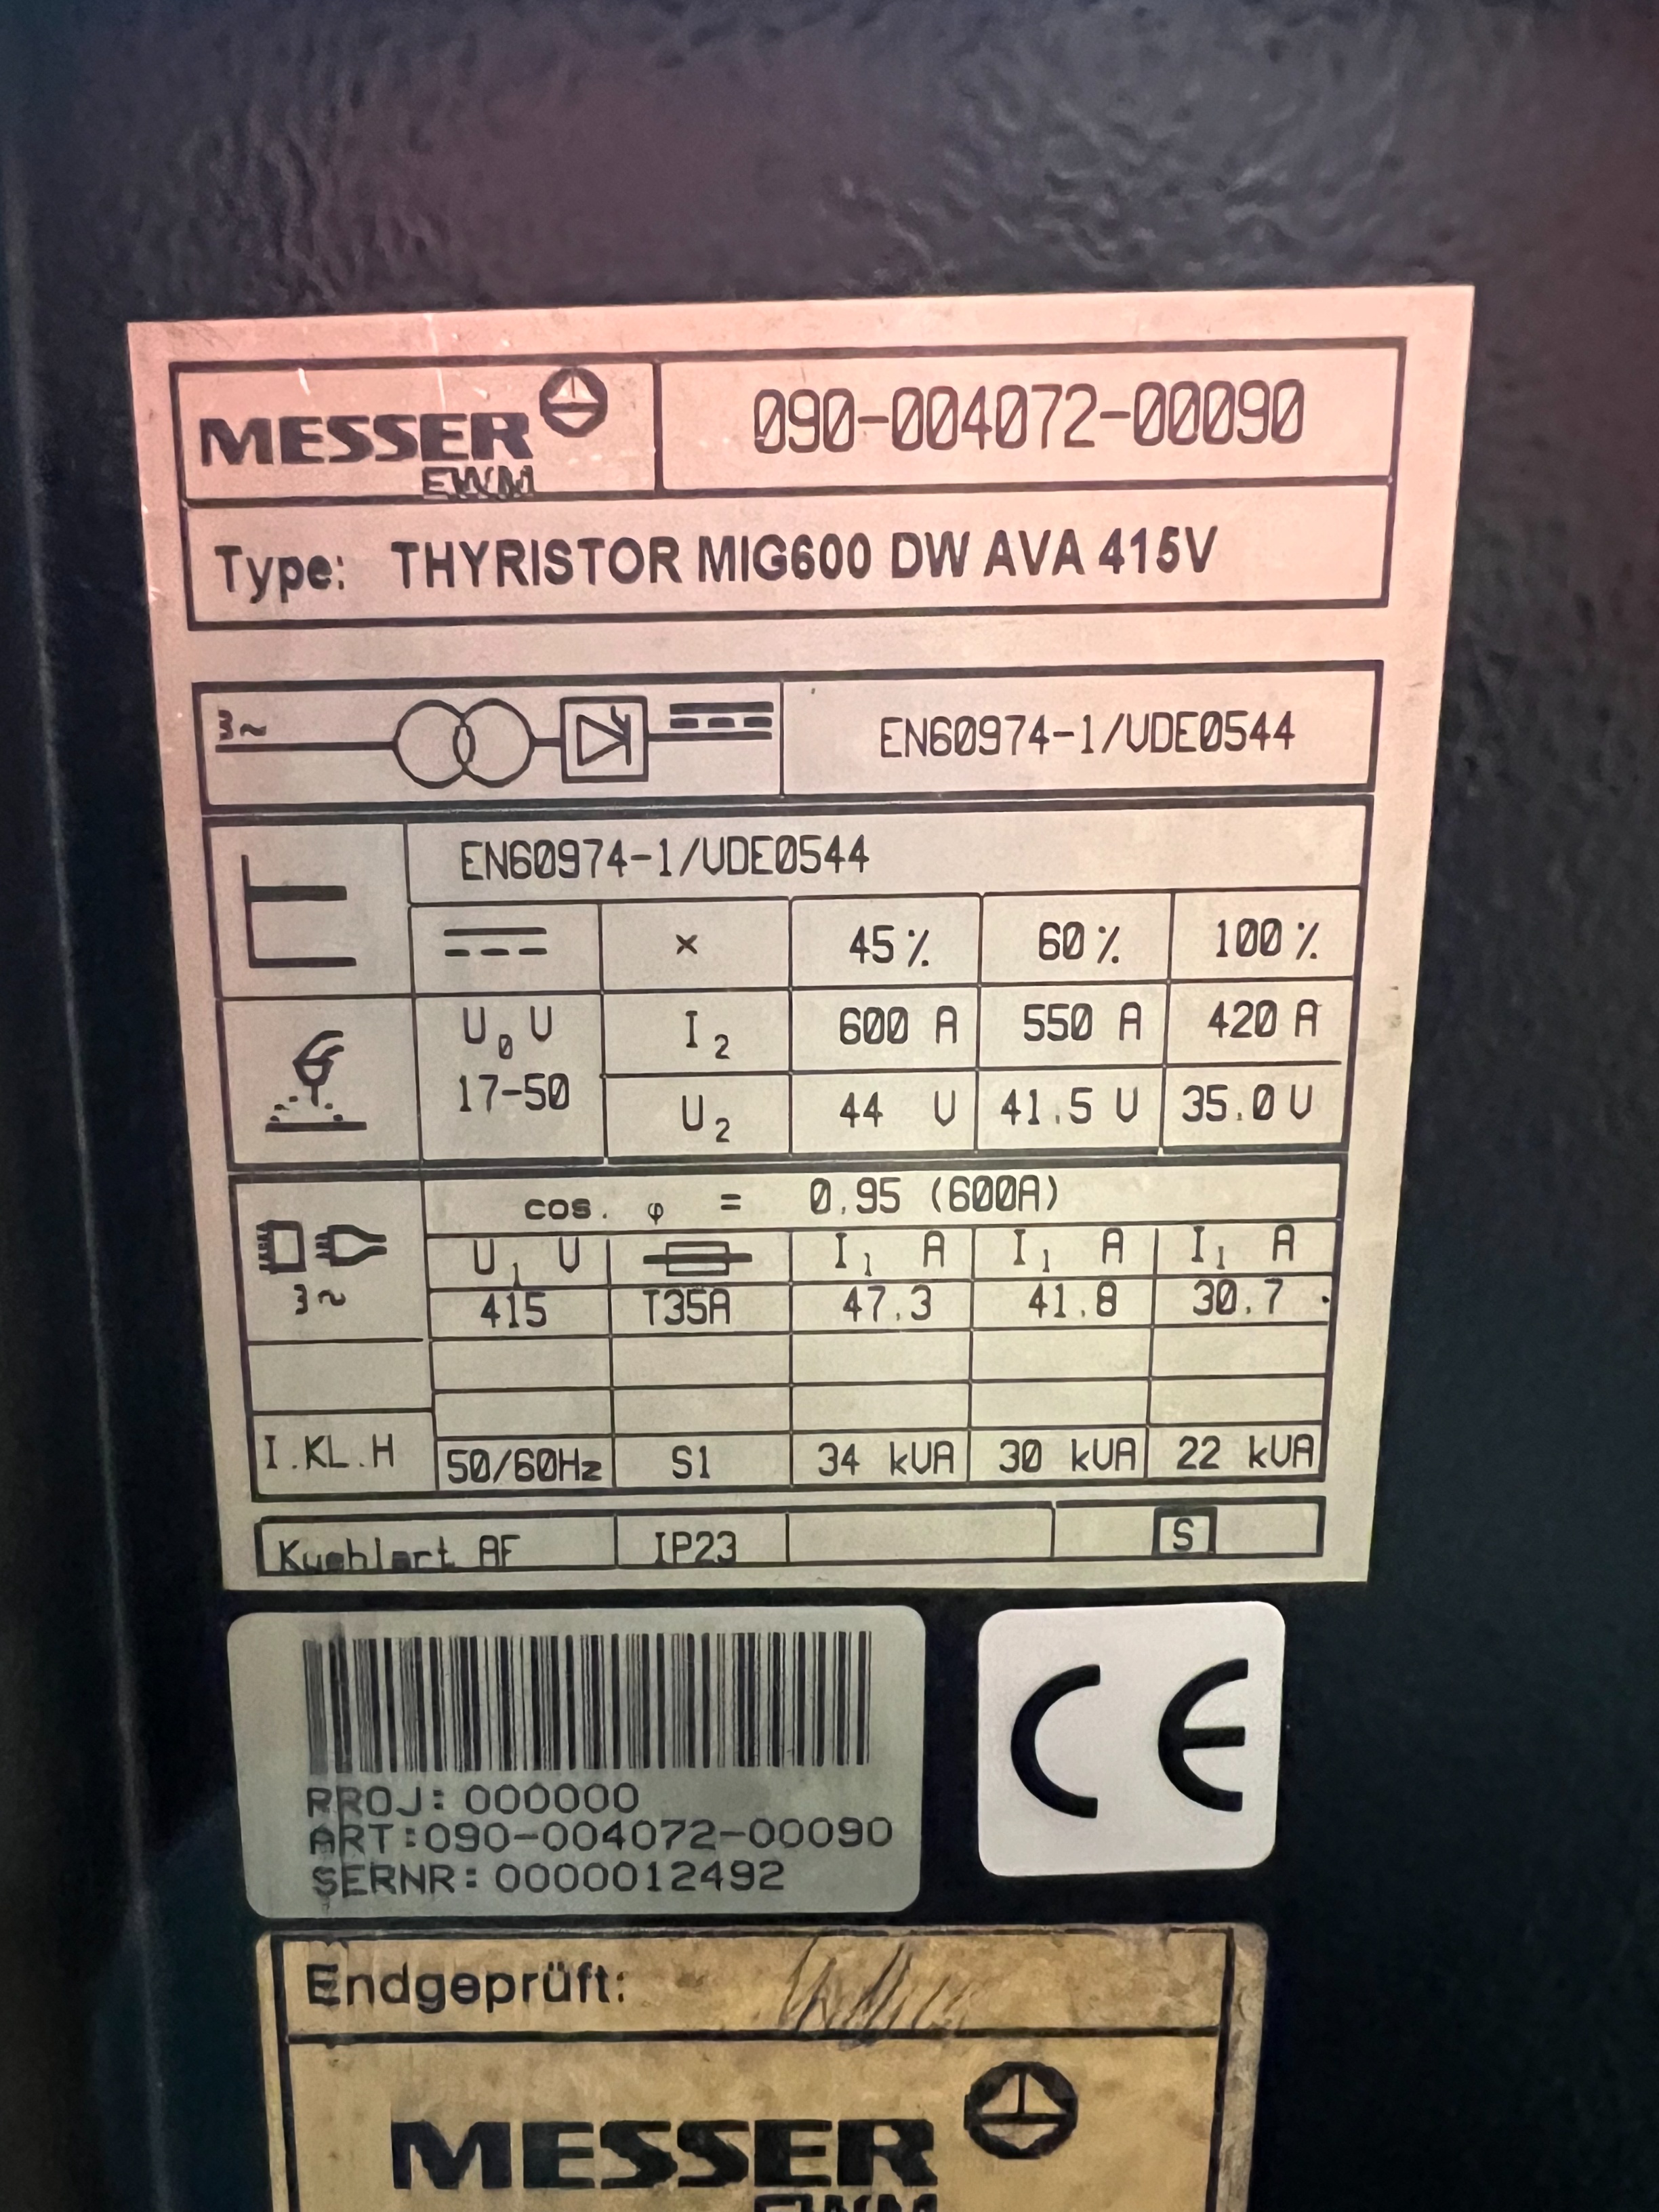 MESSER
EWM
090-004072-00090
Type: THYRISTOR MIG600 DW AVA 415V
3~
EN60974-1/VDE0544
EN60974-1/VDE0544
X 45% 60% 100%
U0 V I2 600 A 550 A 420 A
17-50 U2 44 V 41.5 V 35.0 V
cos. φ = 0.95 (600A)
U1 V I1 A I1 A I1 A
3~ 415 T35A 47.3 41.8 30.7
I.KL.H 50/60Hz S1 34 kVA 30 kVA 22 kVA
Kuehlart AF IP23 S
PROJ: 000000
ART:090-004072-00090
SERNR: 0000012492
CE
Endgeprüft:
MESSER
EWM